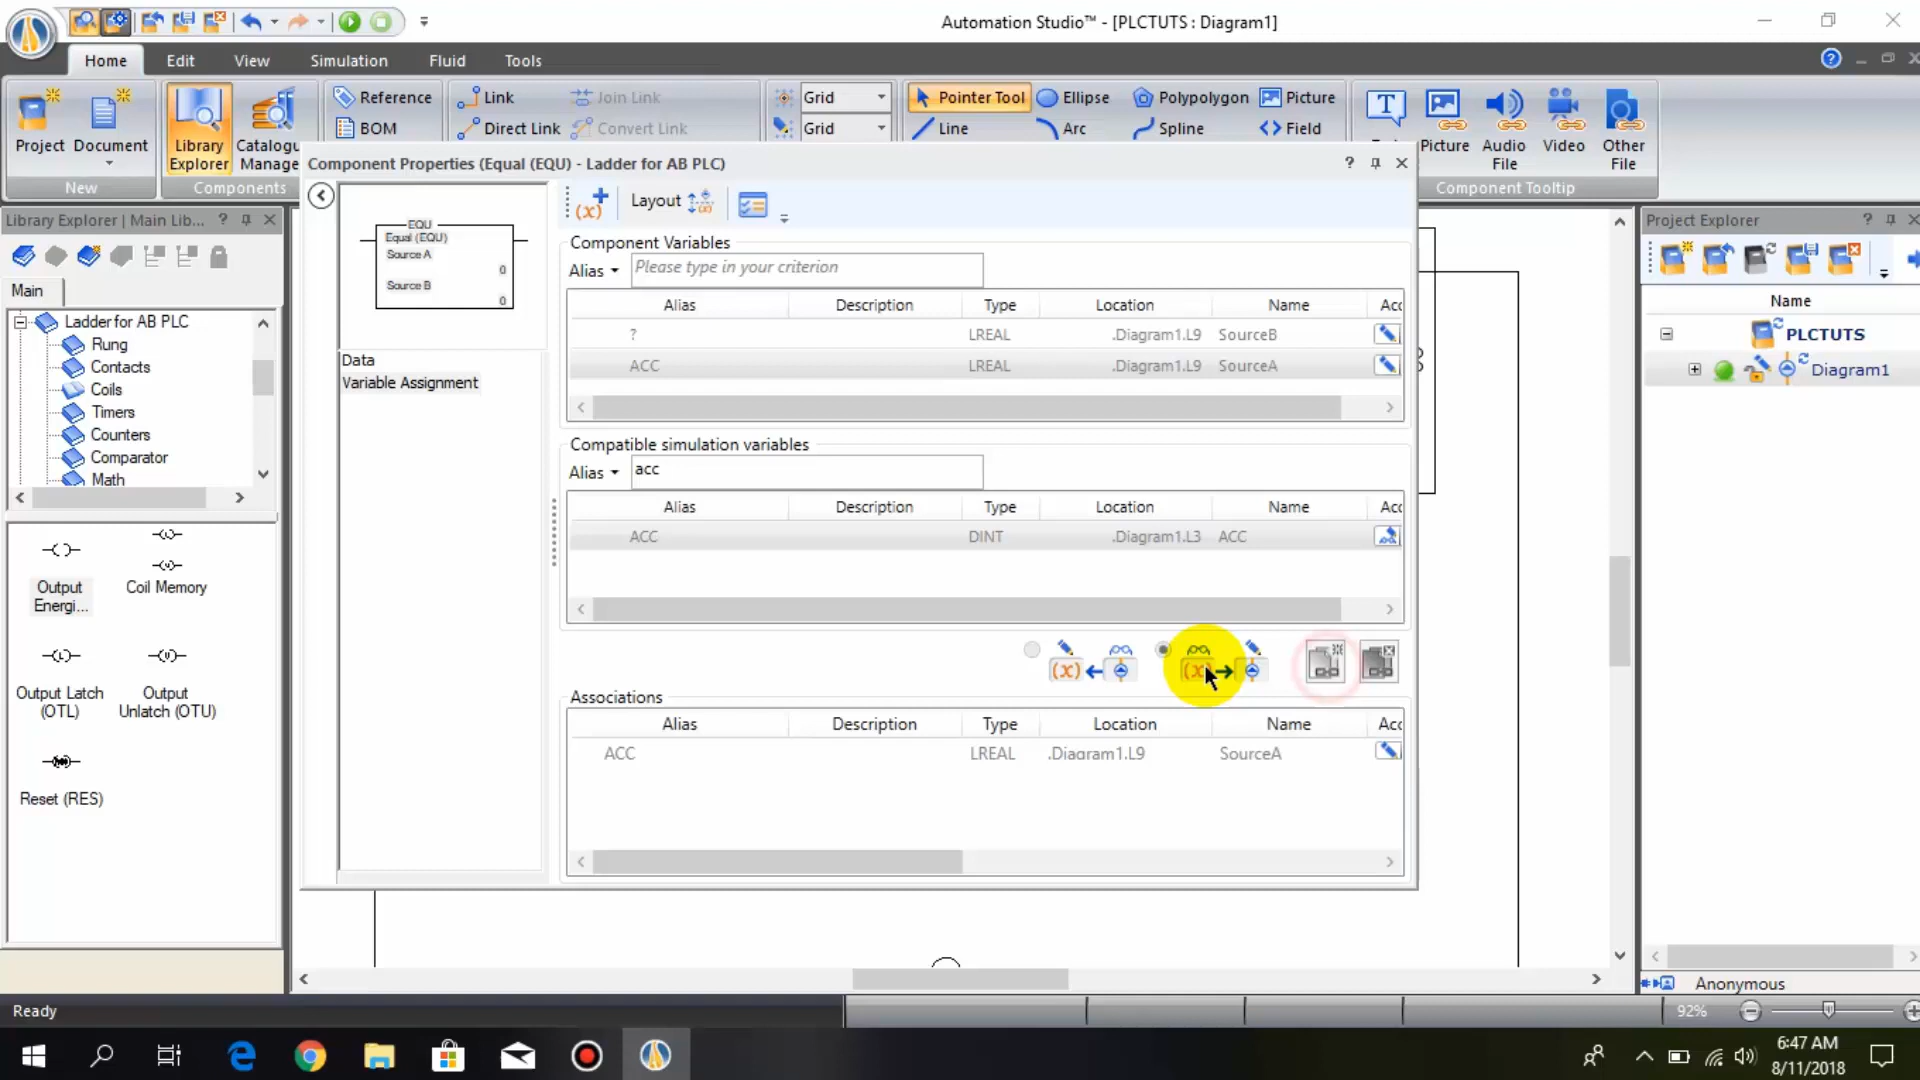 Automation Studio™ - [PLCTUTS : Diagram1]
Home Edit View Simulation Fluid Tools
Reference Link Join Link Grid Pointer Tool Ellipse Polypolygon Picture
BOM Direct Link Convert Link Grid Line Arc Spline Field
Project Document Library Explorer Catalogu Manage Picture Audio File Video Other File
New Components Component Tooltip
Component Properties (Equal (EQU) - Ladder for AB PLC)
Library Explorer | Main Lib...
Main
Ladder for AB PLC
Rung
Contacts
Coils
Timers
Counters
Comparator
Math
Output Energi...
Coil Memory
Output Latch (OTL)
Output Unlatch (OTU)
Reset (RES)
EQU
Equal (EQU)
Source A
0
Source B
0
Data
Variable Assignment
Layout
Component Variables
Alias Please type in your criterion
Alias Description Type Location Name Acc
? LREAL .Diagram1.L9 SourceB
ACC LREAL .Diagram1.L9 SourceA
Compatible simulation variables
Alias acc
Alias Description Type Location Name Acc
ACC DINT .Diagram1.L3 ACC
(x) (x)
Associations
Alias Description Type Location Name Acc
ACC LREAL .Diagram1.L9 SourceA
Project Explorer
Name
PLCTUTS
Diagram1
Anonymous
Ready
92%
6:47 AM
8/11/2018